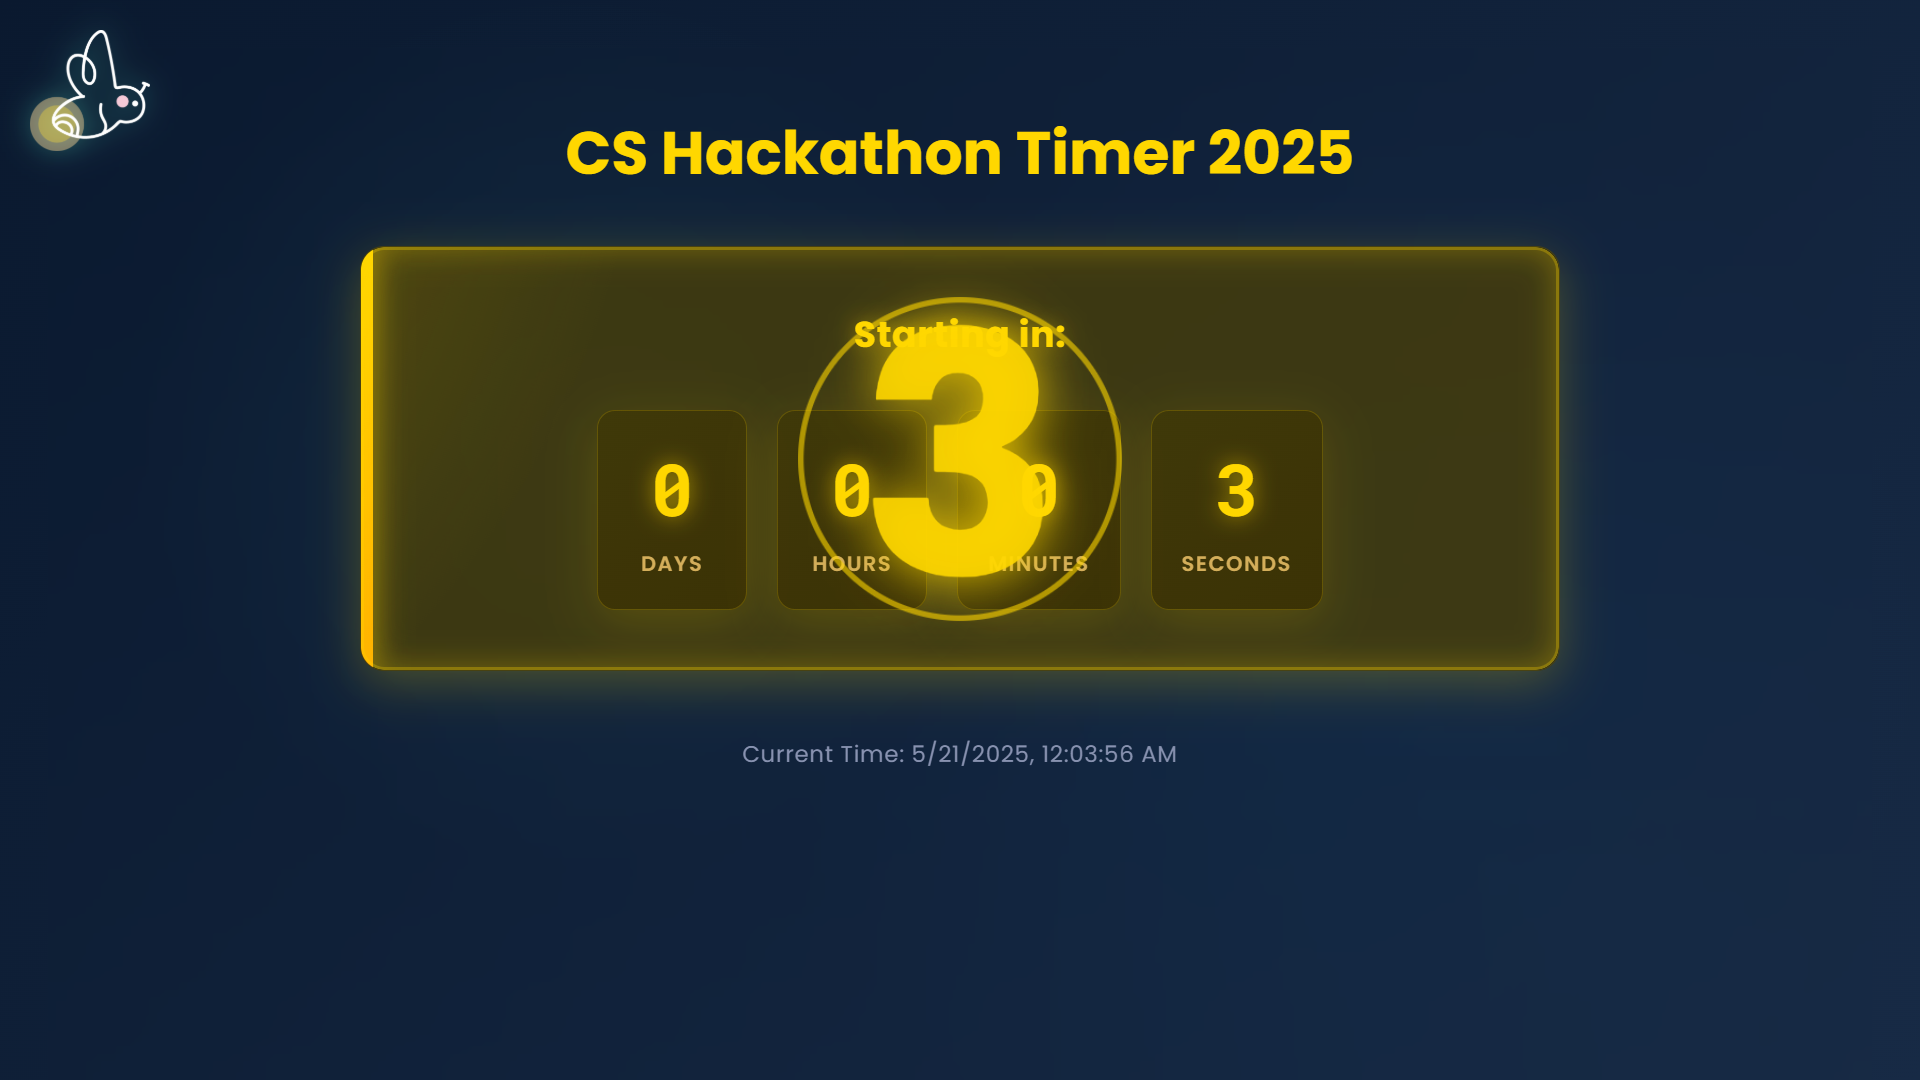 CS Hackathon Timer 2025
Starting in:
3
0 0 0 3
DAYS HOURS MINUTES SECONDS
Current Time: 5/21/2025, 12:03:56 AM